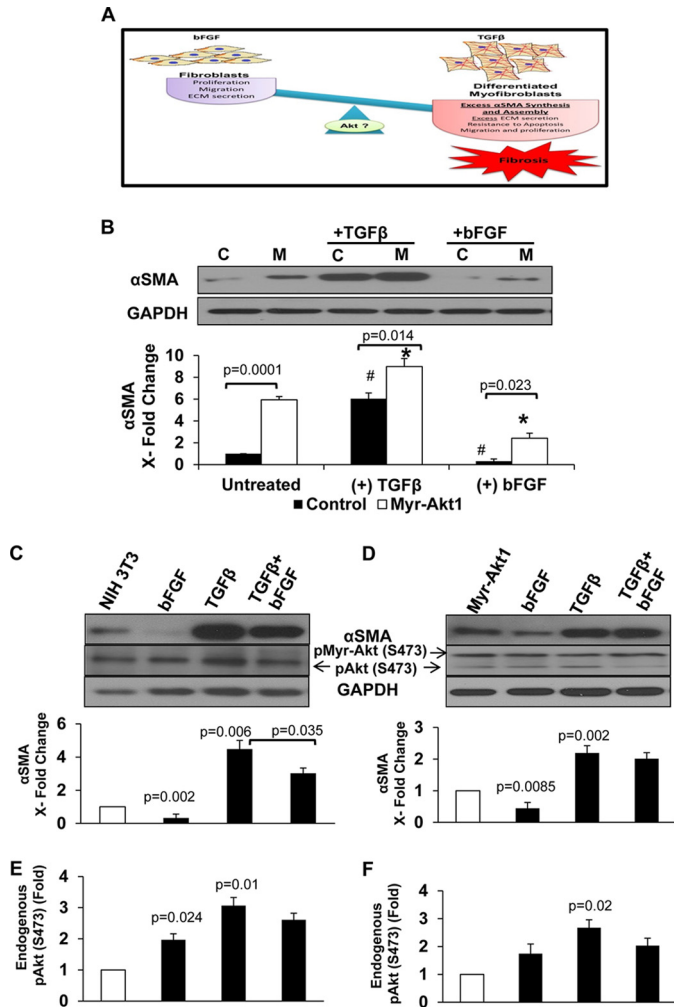 A
bFGF
TGFβ
Fibroblasts
Proliferation
Migration
ECM secretion
Differentiated
Myofibroblasts
Excess αSMA Synthesis
and Assembly
Excess ECM secretion
Resistance to Apoptosis
Migration and proliferation
Akt ?
Fibrosis
B
+TGFβ +bFGF
C M C M C M
αSMA
GAPDH
p=0.014
p=0.0001
p=0.023
# * # *
αSMA
X- Fold Change
10
8
6
4
2
0
Untreated (+) TGFβ (+) bFGF
Control Myr-Akt1
C
NIH 3T3 bFGF TGFβ TGFβ+ bFGF
D
Myr-Akt1 bFGF TGFβ TGFβ+ bFGF
αSMA
pMyr-Akt (S473)
pAkt (S473)
GAPDH
αSMA
X- Fold Change
6
4
2
0
p=0.002
p=0.006
p=0.035
αSMA
X- Fold Change
3
2
1
0
p=0.0085
p=0.002
E
Endogenous
pAkt (S473) (Fold)
4
3
2
1
0
p=0.024
p=0.01
F
Endogenous
pAkt (S473) (Fold)
4
3
2
1
0
p=0.02